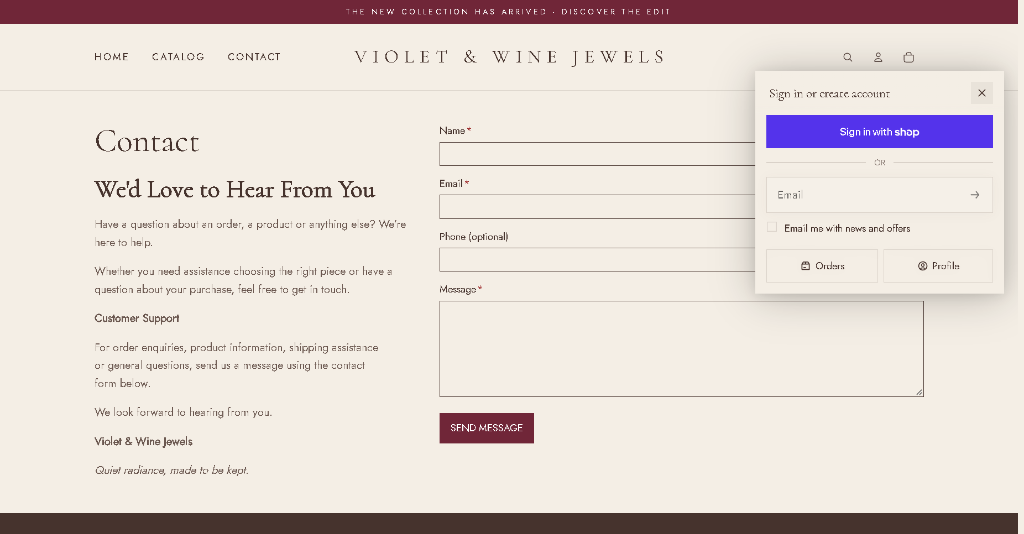 THE NEW COLLECTION HAS ARRIVED · DISCOVER THE EDIT
HOME CATALOG CONTACT
VIOLET & WINE JEWELS
Contact
We'd Love to Hear From You
Have a question about an order, a product or anything else? We're
here to help.
Whether you need assistance choosing the right piece or have a
question about your purchase, feel free to get in touch.
Customer Support
For order enquiries, product information, shipping assistance
or general questions, send us a message using the contact
form below.
We look forward to hearing from you.
Violet & Wine Jewels
Quiet radiance, made to be kept.
Name *
Email *
Phone (optional)
Message *
SEND MESSAGE
Sign in or create account
Sign in with shop
OR
Email
Email me with news and offers
Orders
Profile